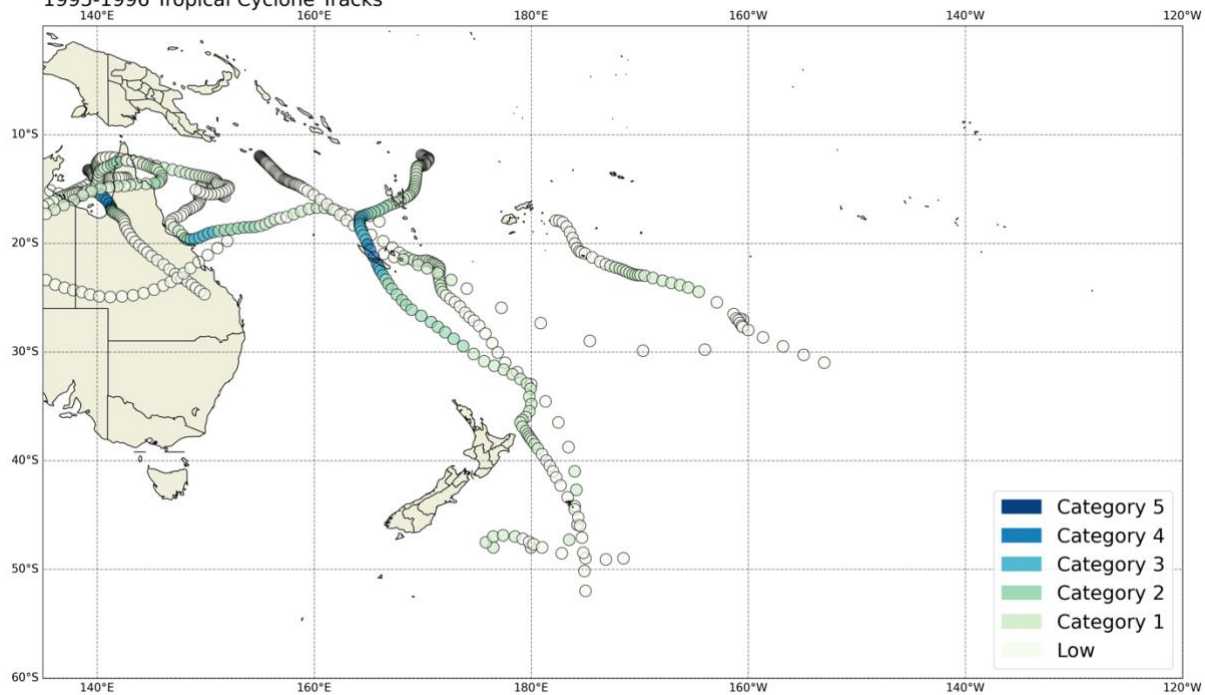 1995-1996 Tropical Cyclone Tracks
140°E 160°E 180°E 160°W 140°W 120°W
10°S
20°S
30°S
40°S
50°S
60°S
Category 5
Category 4
Category 3
Category 2
Category 1
Low
140°E 160°E 180°E 160°W 140°W 120°W